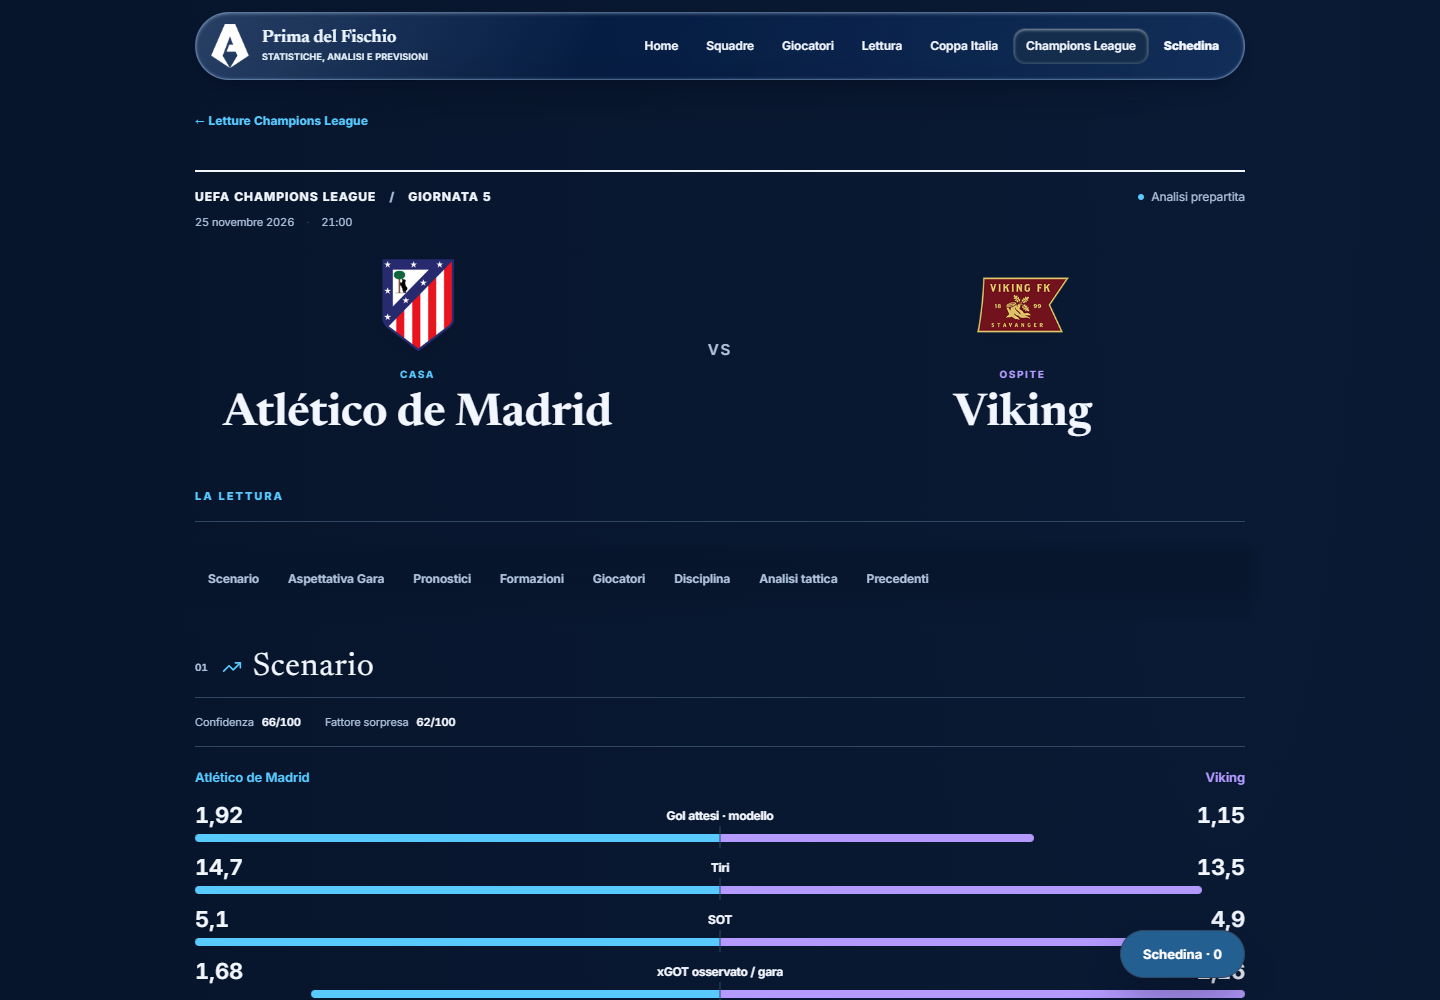 Prima del Fischio
STATISTICHE, ANALISI E PREVISIONI
Home
Squadre
Giocatori
Lettura
Coppa Italia
Champions League
Schedina
← Letture Champions League
UEFA CHAMPIONS LEAGUE / GIORNATA 5
Analisi prepartita
25 novembre 2026 · 21:00
VIKING FK
18 99
STAVANGER
VS
CASA
OSPITE
Atlético de Madrid
Viking
LA LETTURA
Scenario
Aspettativa Gara
Pronostici
Formazioni
Giocatori
Disciplina
Analisi tattica
Precedenti
01 Scenario
Confidenza 66/100 Fattore sorpresa 62/100
Atlético de Madrid
Viking
1,92 Gol attesi · modello 1,15
14,7 Tiri 13,5
5,1 SOT 4,9
1,68 xGOT osservato / gara
Schedina · 0